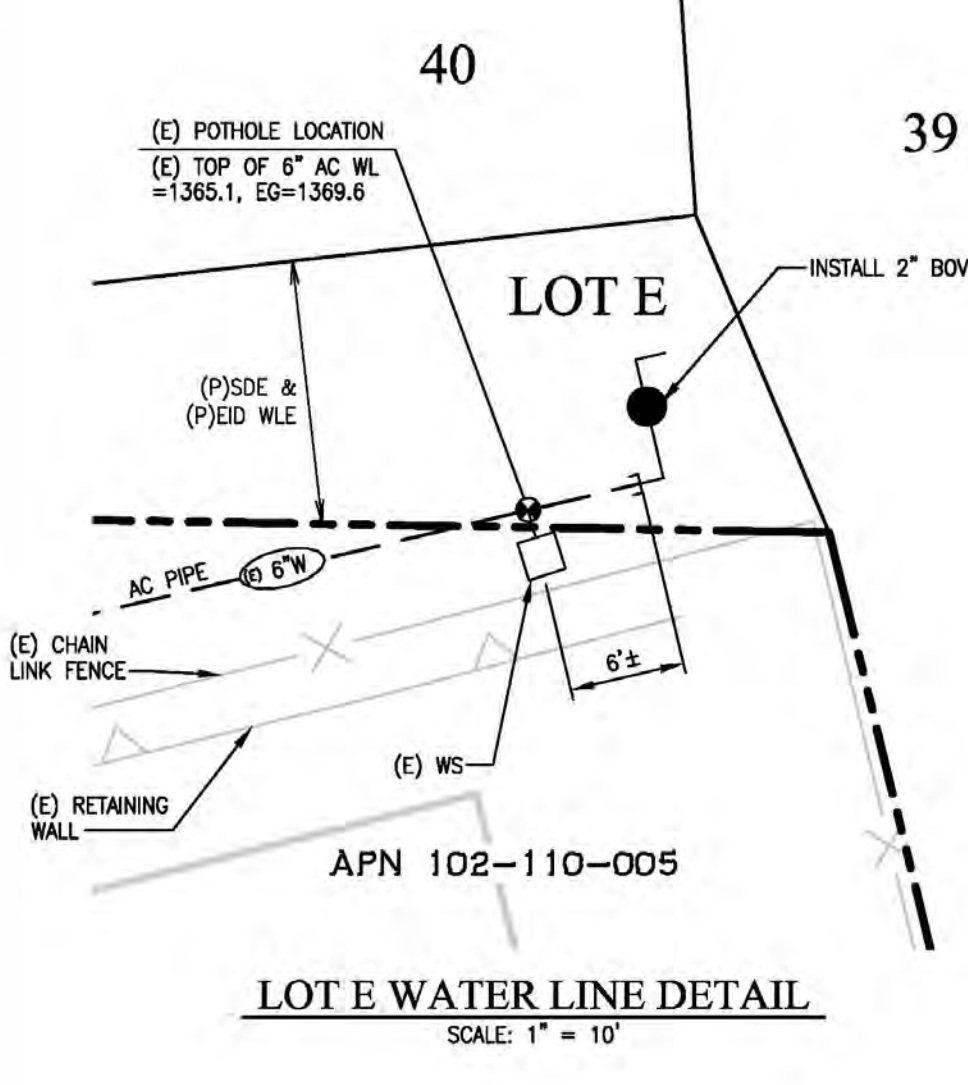 40
39
(E) POTHOLE LOCATION
(E) TOP OF 6" AC WL
=1365.1, EG=1369.6
INSTALL 2" BOV
LOT E
(P)SDE &
(P)EID WLE
AC PIPE
(E) 6"W
(E) CHAIN
LINK FENCE
6'±
(E) WS
(E) RETAINING
WALL
APN 102-110-005
LOT E WATER LINE DETAIL
SCALE: 1" = 10'